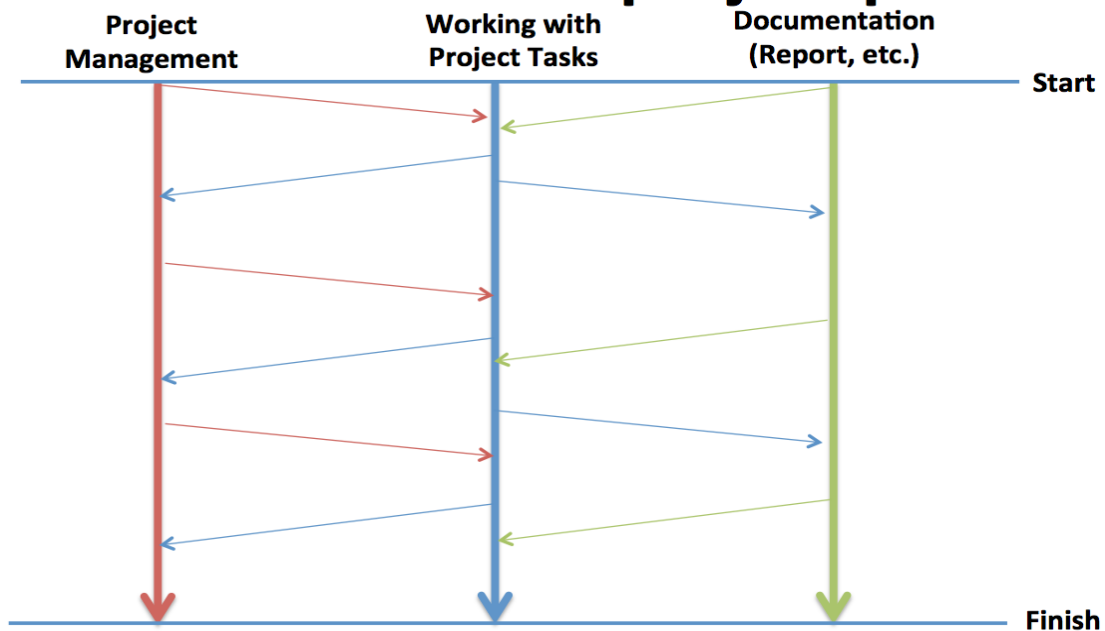 Project
Management
Working with
Project Tasks
Documentation
(Report, etc.)
Start
Finish